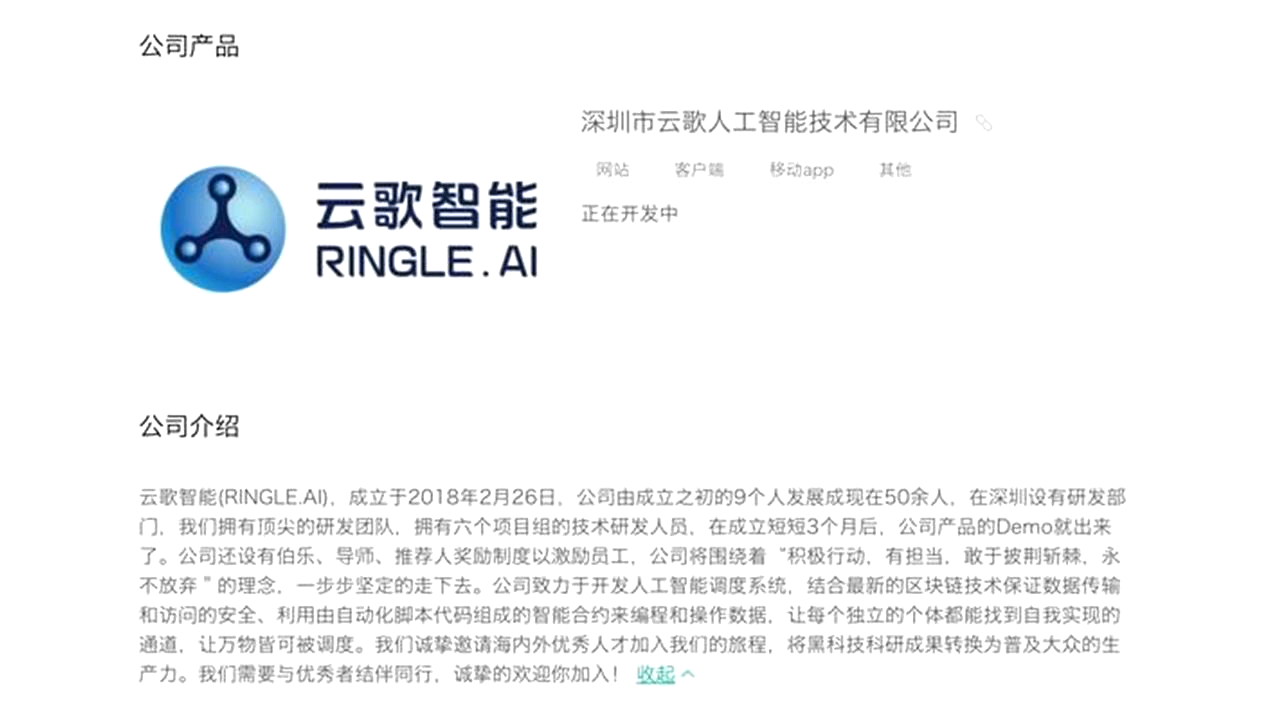 公司产品
深圳市云歌人工智能技术有限公司
网站 客户端 移动app 其他
正在开发中
云歌智能
RINGLE.AI
公司介绍
云歌智能(RINGLE.AI)，成立于2018年2月26日，公司由成立之初的9个人发展成现在50余人，在深圳设有研发部
门，我们拥有顶尖的研发团队，拥有六个项目组的技术研发人员，在成立短短3个月后，公司产品的Demo就出来
了。公司还设有伯乐、导师、推荐人奖励制度以激励员工，公司将围绕着“积极行动，有担当，敢于披荆斩棘，永
不放弃”的理念，一步步坚定的走下去。公司致力于开发人工智能调度系统，结合最新的区块链技术保证数据传输
和访问的安全、利用由自动化脚本代码组成的智能合约来编程和操作数据，让每个独立的个体都能找到自我实现的
通道，让万物皆可被调度。我们诚挚邀请海内外优秀人才加入我们的旅程，将黑科技科研成果转换为普及大众的生
产力。我们需要与优秀者结伴同行，诚挚的欢迎你加入！ 收起